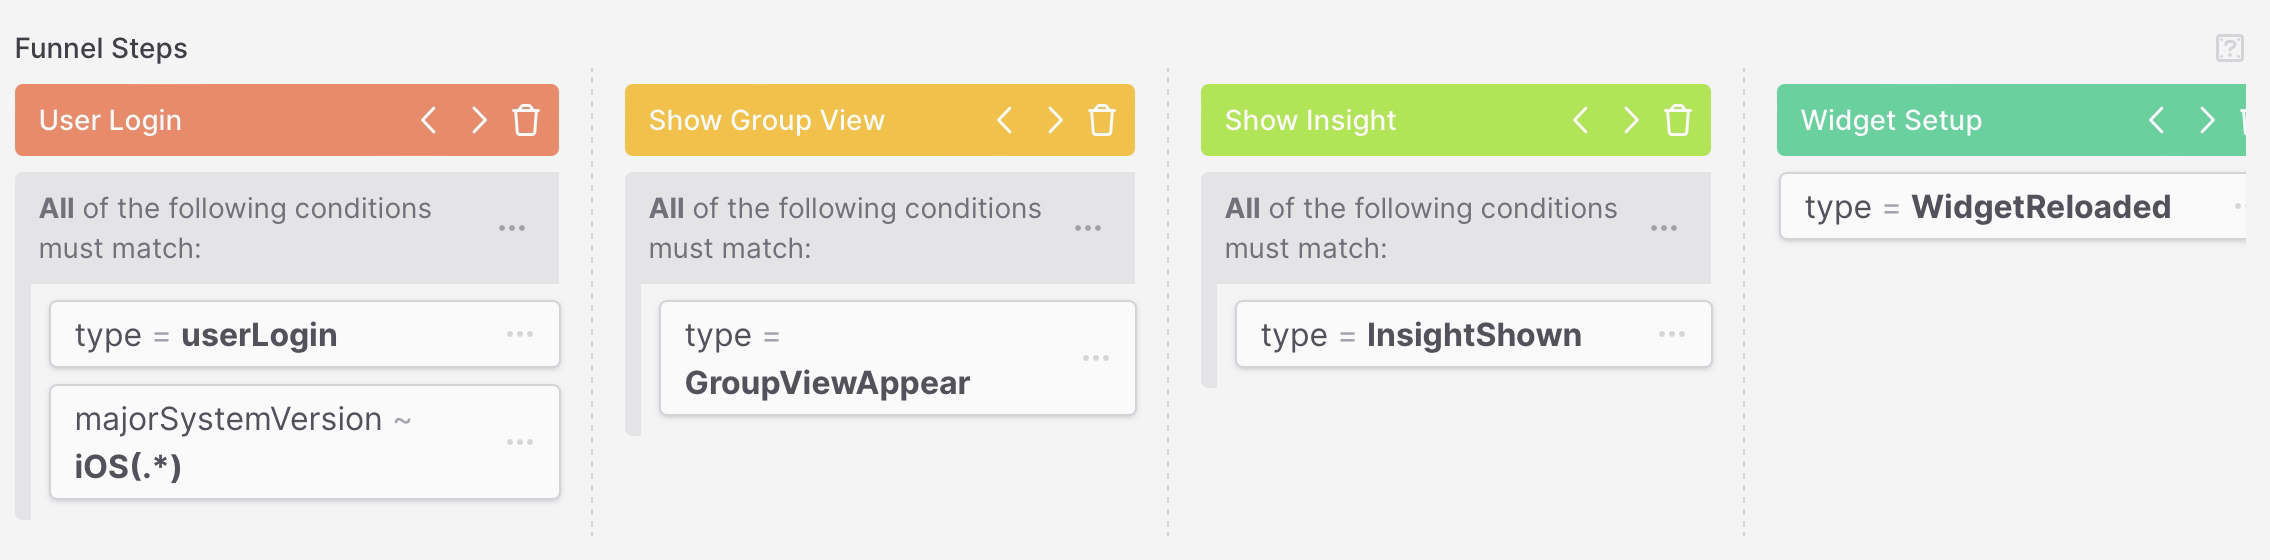 Funnel Steps
User Login
All of the following conditions
must match:
type = userLogin
majorSystemVersion ~
iOS(.*)
Show Group View
All of the following conditions
must match:
type =
GroupViewAppear
Show Insight
All of the following conditions
must match:
type = InsightShown
Widget Setup
type = WidgetReloaded